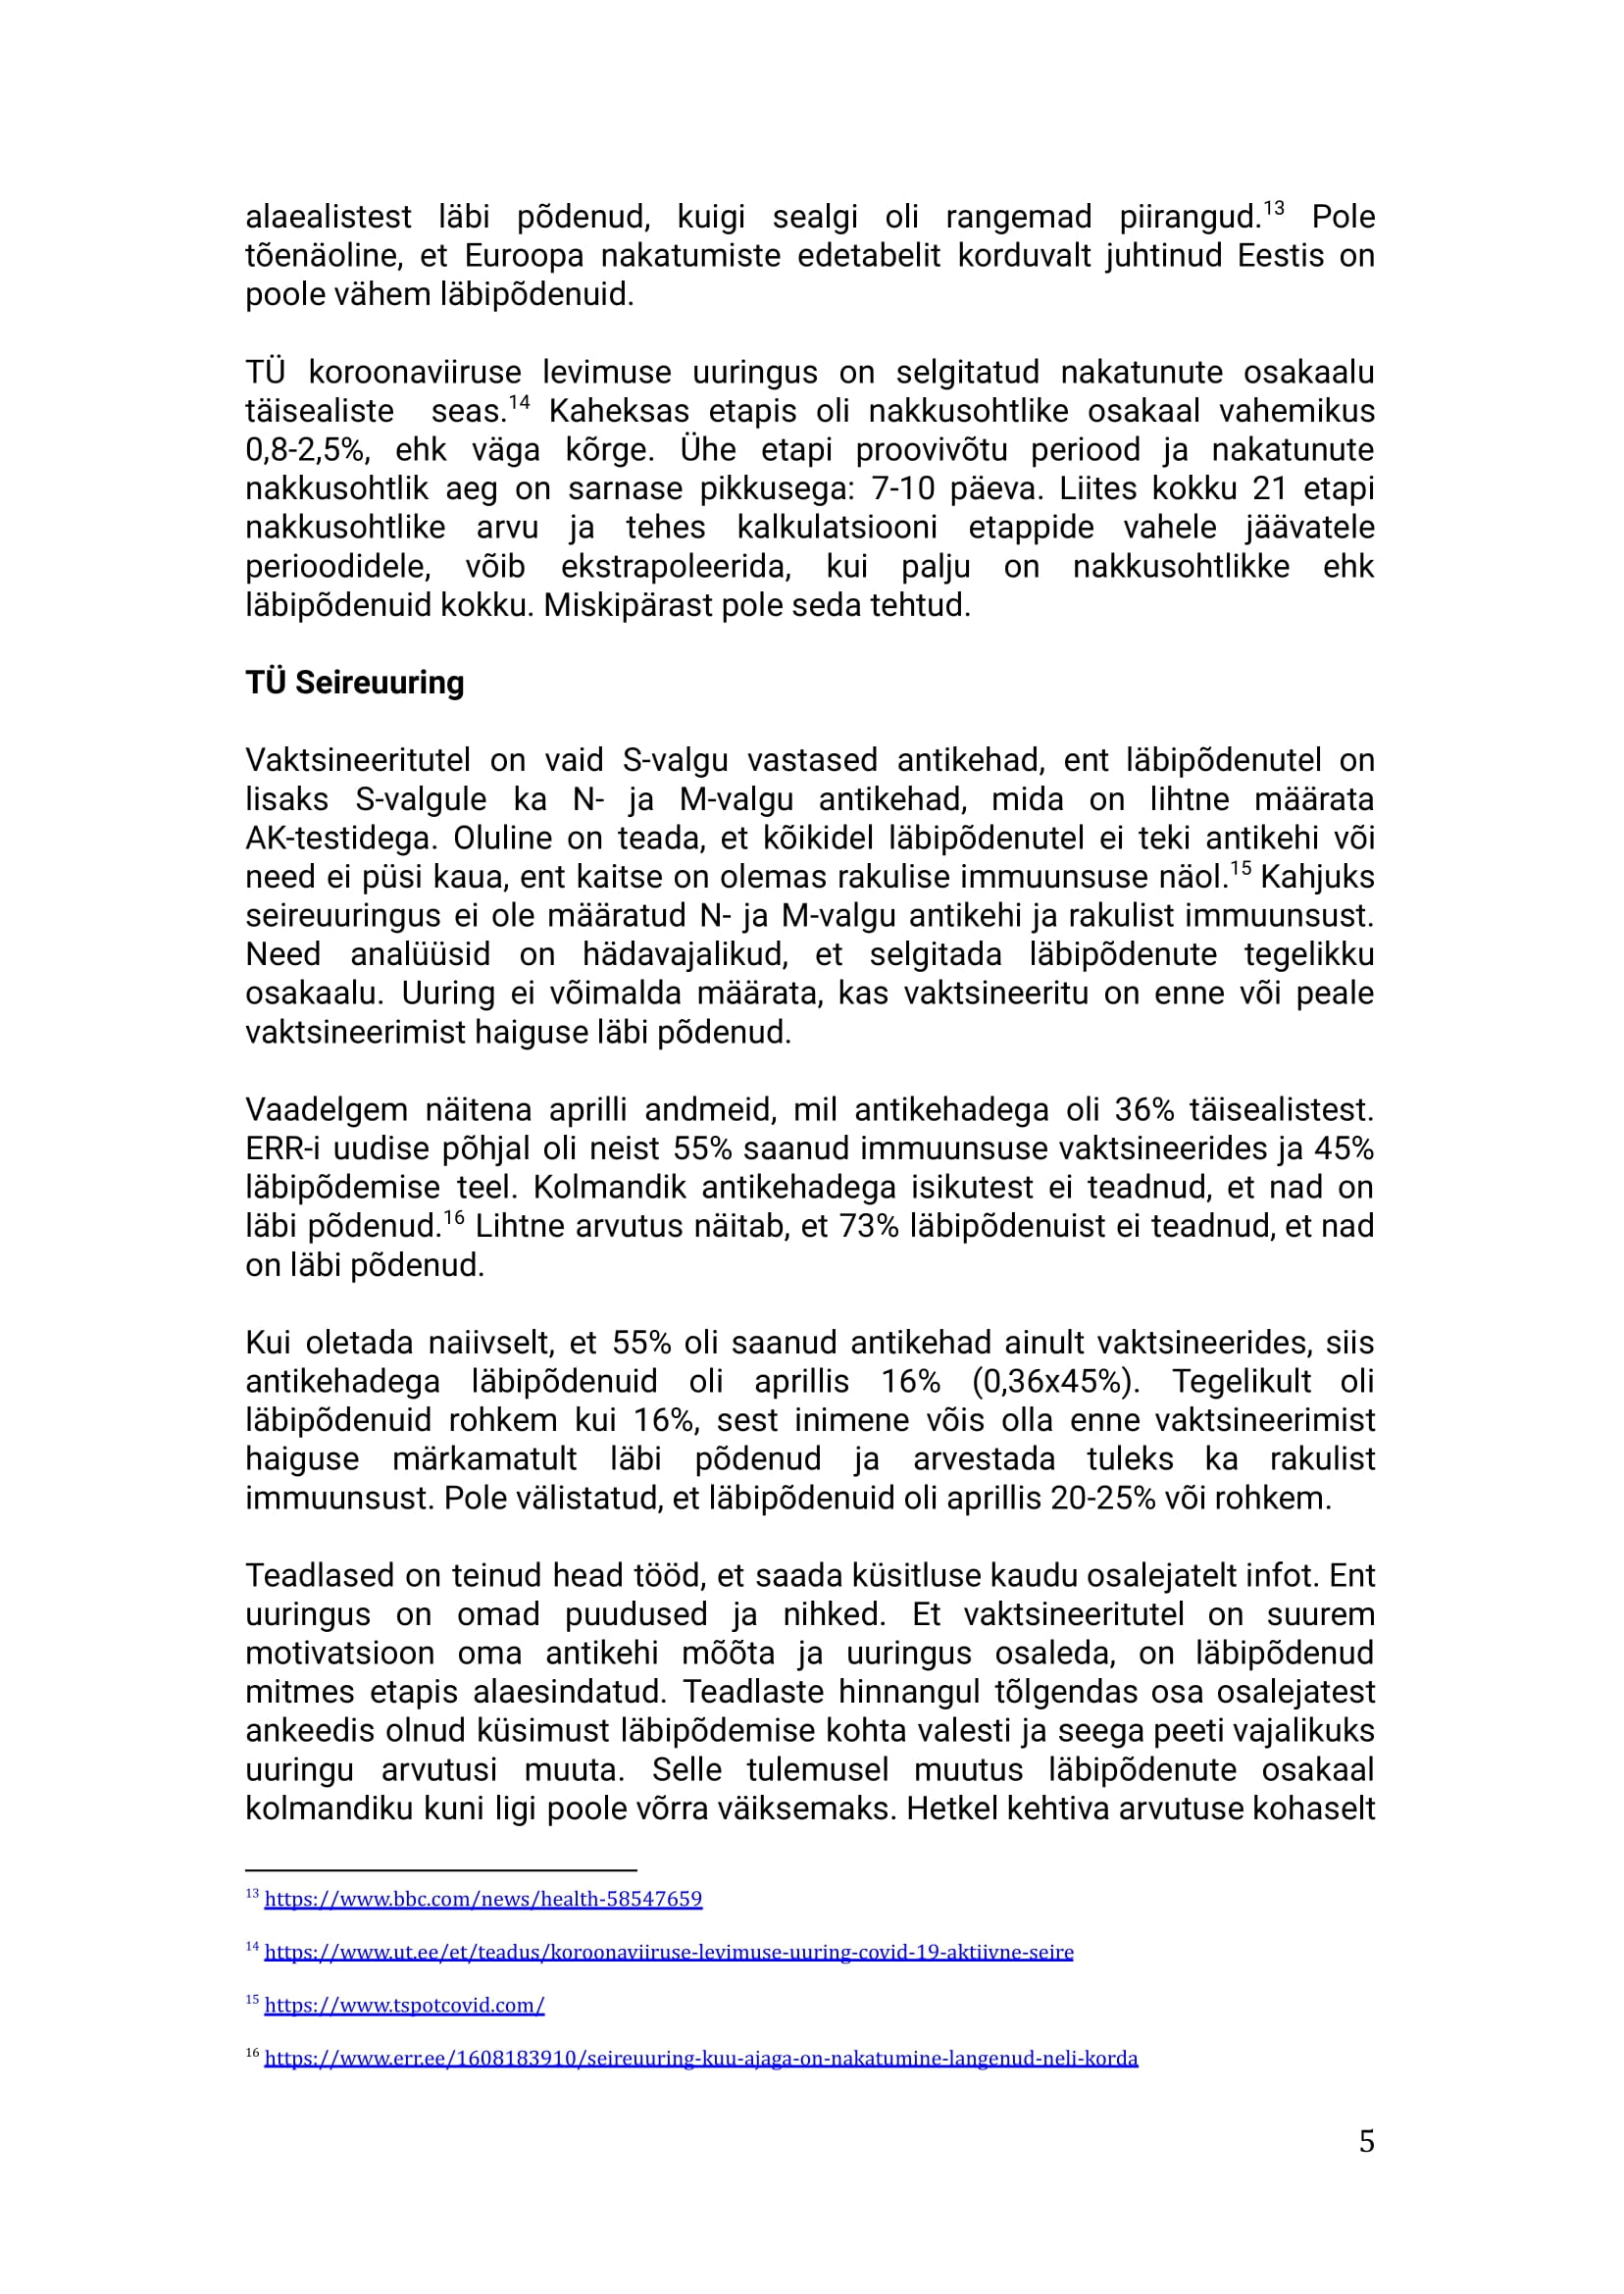 alaealistest läbi põdenud, kuigi sealgi oli rangemad piirangud.13 Pole
tõenäoline, et Euroopa nakatumiste edetabelit korduvalt juhtinud Eestis on
poole vähem läbipõdenuid.
TÜ koroonaviiruse levimuse uuringus on selgitatud nakatunute osakaalu
täisealiste seas.14 Kaheksas etapis oli nakkusohtlike osakaal vahemikus
0,8-2,5%, ehk väga kõrge. Ühe etapi proovivõtu periood ja nakatunute
nakkusohtlik aeg on sarnase pikkusega: 7-10 päeva. Liites kokku 21 etapi
nakkusohtlike arvu ja tehes kalkulatsiooni etappide vahele jäävatele
perioodidele, võib ekstrapoleerida, kui palju on nakkusohtlikke ehk
läbipõdenuid kokku. Miskipärast pole seda tehtud.
TÜ Seireuuring
Vaktsineeritutel on vaid S-valgu vastased antikehad, ent läbipõdenutel on
lisaks S-valgule ka N- ja M-valgu antikehad, mida on lihtne määrata
AK-testidega. Oluline on teada, et kõikidel läbipõdenutel ei teki antikehi või
need ei püsi kaua, ent kaitse on olemas rakulise immuunsuse näol.15 Kahjuks
seireuuringus ei ole määratud N- ja M-valgu antikehi ja rakulist immuunsust.
Need analüüsid on hädavajalikud, et selgitada läbipõdenute tegelikku
osakaalu. Uuring ei võimalda määrata, kas vaktsineeritu on enne või peale
vaktsineerimist haiguse läbi põdenud.
Vaadelgem näitena aprilli andmeid, mil antikehadega oli 36% täisealistest.
ERR-i uudise põhjal oli neist 55% saanud immuunsuse vaktsineerides ja 45%
läbipõdemise teel. Kolmandik antikehadega isikutest ei teadnud, et nad on
läbi põdenud.16 Lihtne arvutus näitab, et 73% läbipõdenuist ei teadnud, et nad
on läbi põdenud.
Kui oletada naiivselt, et 55% oli saanud antikehad ainult vaktsineerides, siis
antikehadega läbipõdenuid oli aprillis 16% (0,36x45%). Tegelikult oli
läbipõdenuid rohkem kui 16%, sest inimene võis olla enne vaktsineerimist
haiguse märkamatult läbi põdenud ja arvestada tuleks ka rakulist
immuunsust. Pole välistatud, et läbipõdenuid oli aprillis 20-25% või rohkem.
Teadlased on teinud head tööd, et saada küsitluse kaudu osalejatelt infot. Ent
uuringus on omad puudused ja nihked. Et vaktsineeritutel on suurem
motivatsioon oma antikehi mõõta ja uuringus osaleda, on läbipõdenud
mitmes etapis alaesindatud. Teadlaste hinnangul tõlgendas osa osalejatest
ankeedis olnud küsimust läbipõdemise kohta valesti ja seega peeti vajalikuks
uuringu arvutusi muuta. Selle tulemusel muutus läbipõdenute osakaal
kolmandiku kuni ligi poole võrra väiksemaks. Hetkel kehtiva arvutuse kohaselt
13 https://www.bbc.com/news/health-58547659
14 https://www.ut.ee/et/teadus/koroonaviiruse-levimuse-uuring-covid-19-aktiivne-seire
15 https://www.tspotcovid.com/
16 https://www.err.ee/1608183910/seireuuring-kuu-ajaga-on-nakatumine-langenud-neli-korda
5